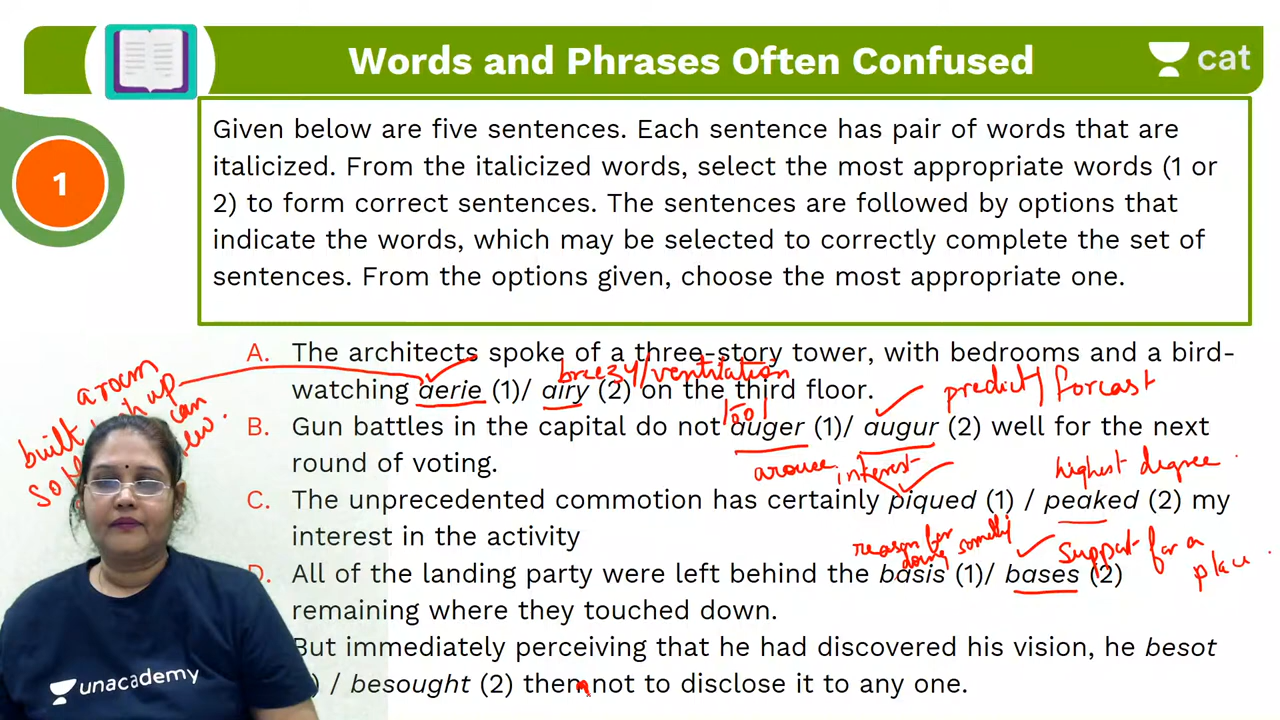 Words and Phrases Often Confused
cat
1
Given below are five sentences. Each sentence has pair of words that are
italicized. From the italicized words, select the most appropriate words (1 or
2) to form correct sentences. The sentences are followed by options that
indicate the words, which may be selected to correctly complete the set of
sentences. From the options given, choose the most appropriate one.
A. The architects spoke of a three-story tower, with bedrooms and a bird-
breezy/ventilation
watching aerie (1)/ airy (2) on the third floor.
predict/forcast
a room
built high up
so can
view.
tool
B. Gun battles in the capital do not auger (1)/ augur (2) well for the next
round of voting.
arouse interest
highest degree.
C. The unprecedented commotion has certainly piqued (1) / peaked (2) my
interest in the activity
reason for
doing
support for a
place.
D. All of the landing party were left behind the basis (1)/ bases (2)
remaining where they touched down.
But immediately perceiving that he had discovered his vision, he besot
) / besought (2) them not to disclose it to any one.
unacademy